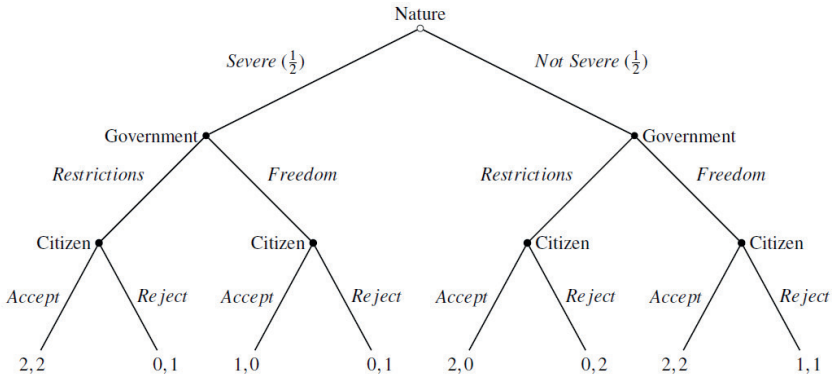 Nature
Severe (1/2) Not Severe (1/2)
Government Government
Restrictions Freedom Restrictions Freedom
Citizen Citizen Citizen Citizen
Accept Reject Accept Reject Accept Reject Accept Reject
2,2 0,1 1,0 0,1 2,0 0,2 2,2 1,1